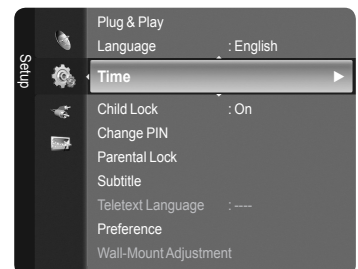 Setup
Plug & Play
Language : English
Time
Child Lock : On
Change PIN
Parental Lock
Subtitle
Teletext Language : ----
Preference
Wall-Mount Adjustment